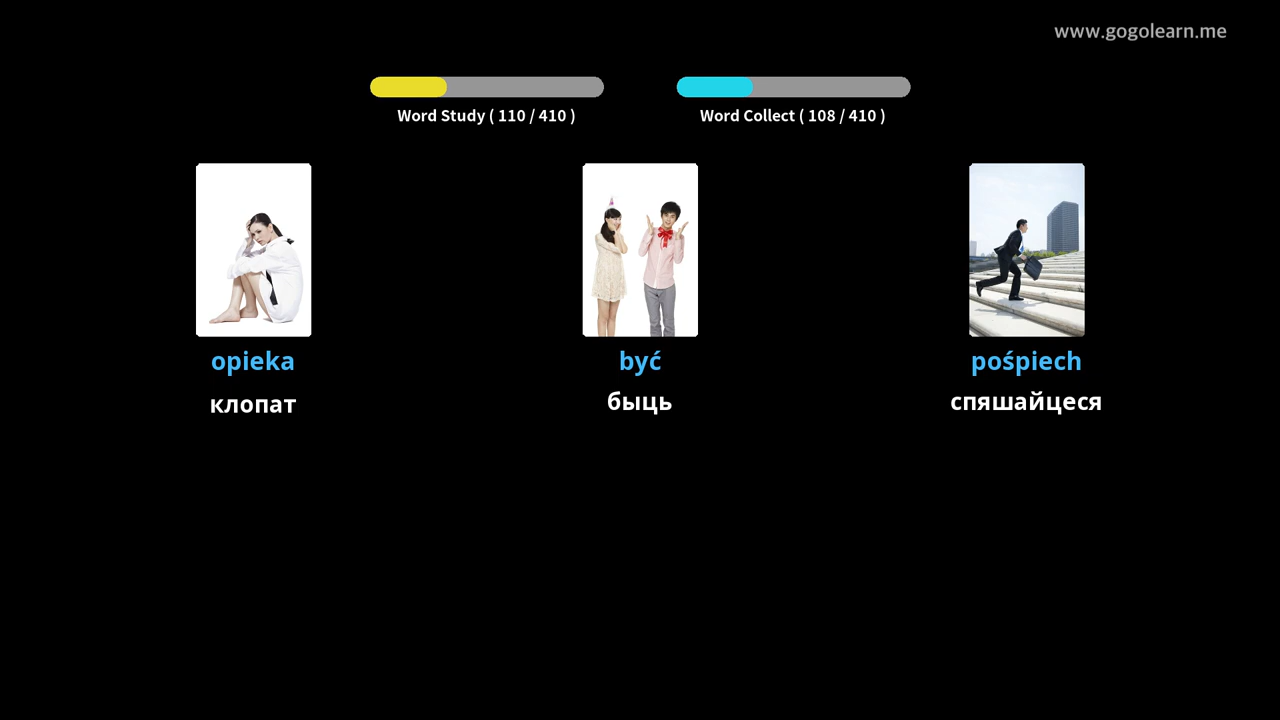 www.gogolearn.me
Word Study ( 110 / 410 )
Word Collect ( 108 / 410 )
opieka
być
pośpiech
клопат
быць
спяшайцеся